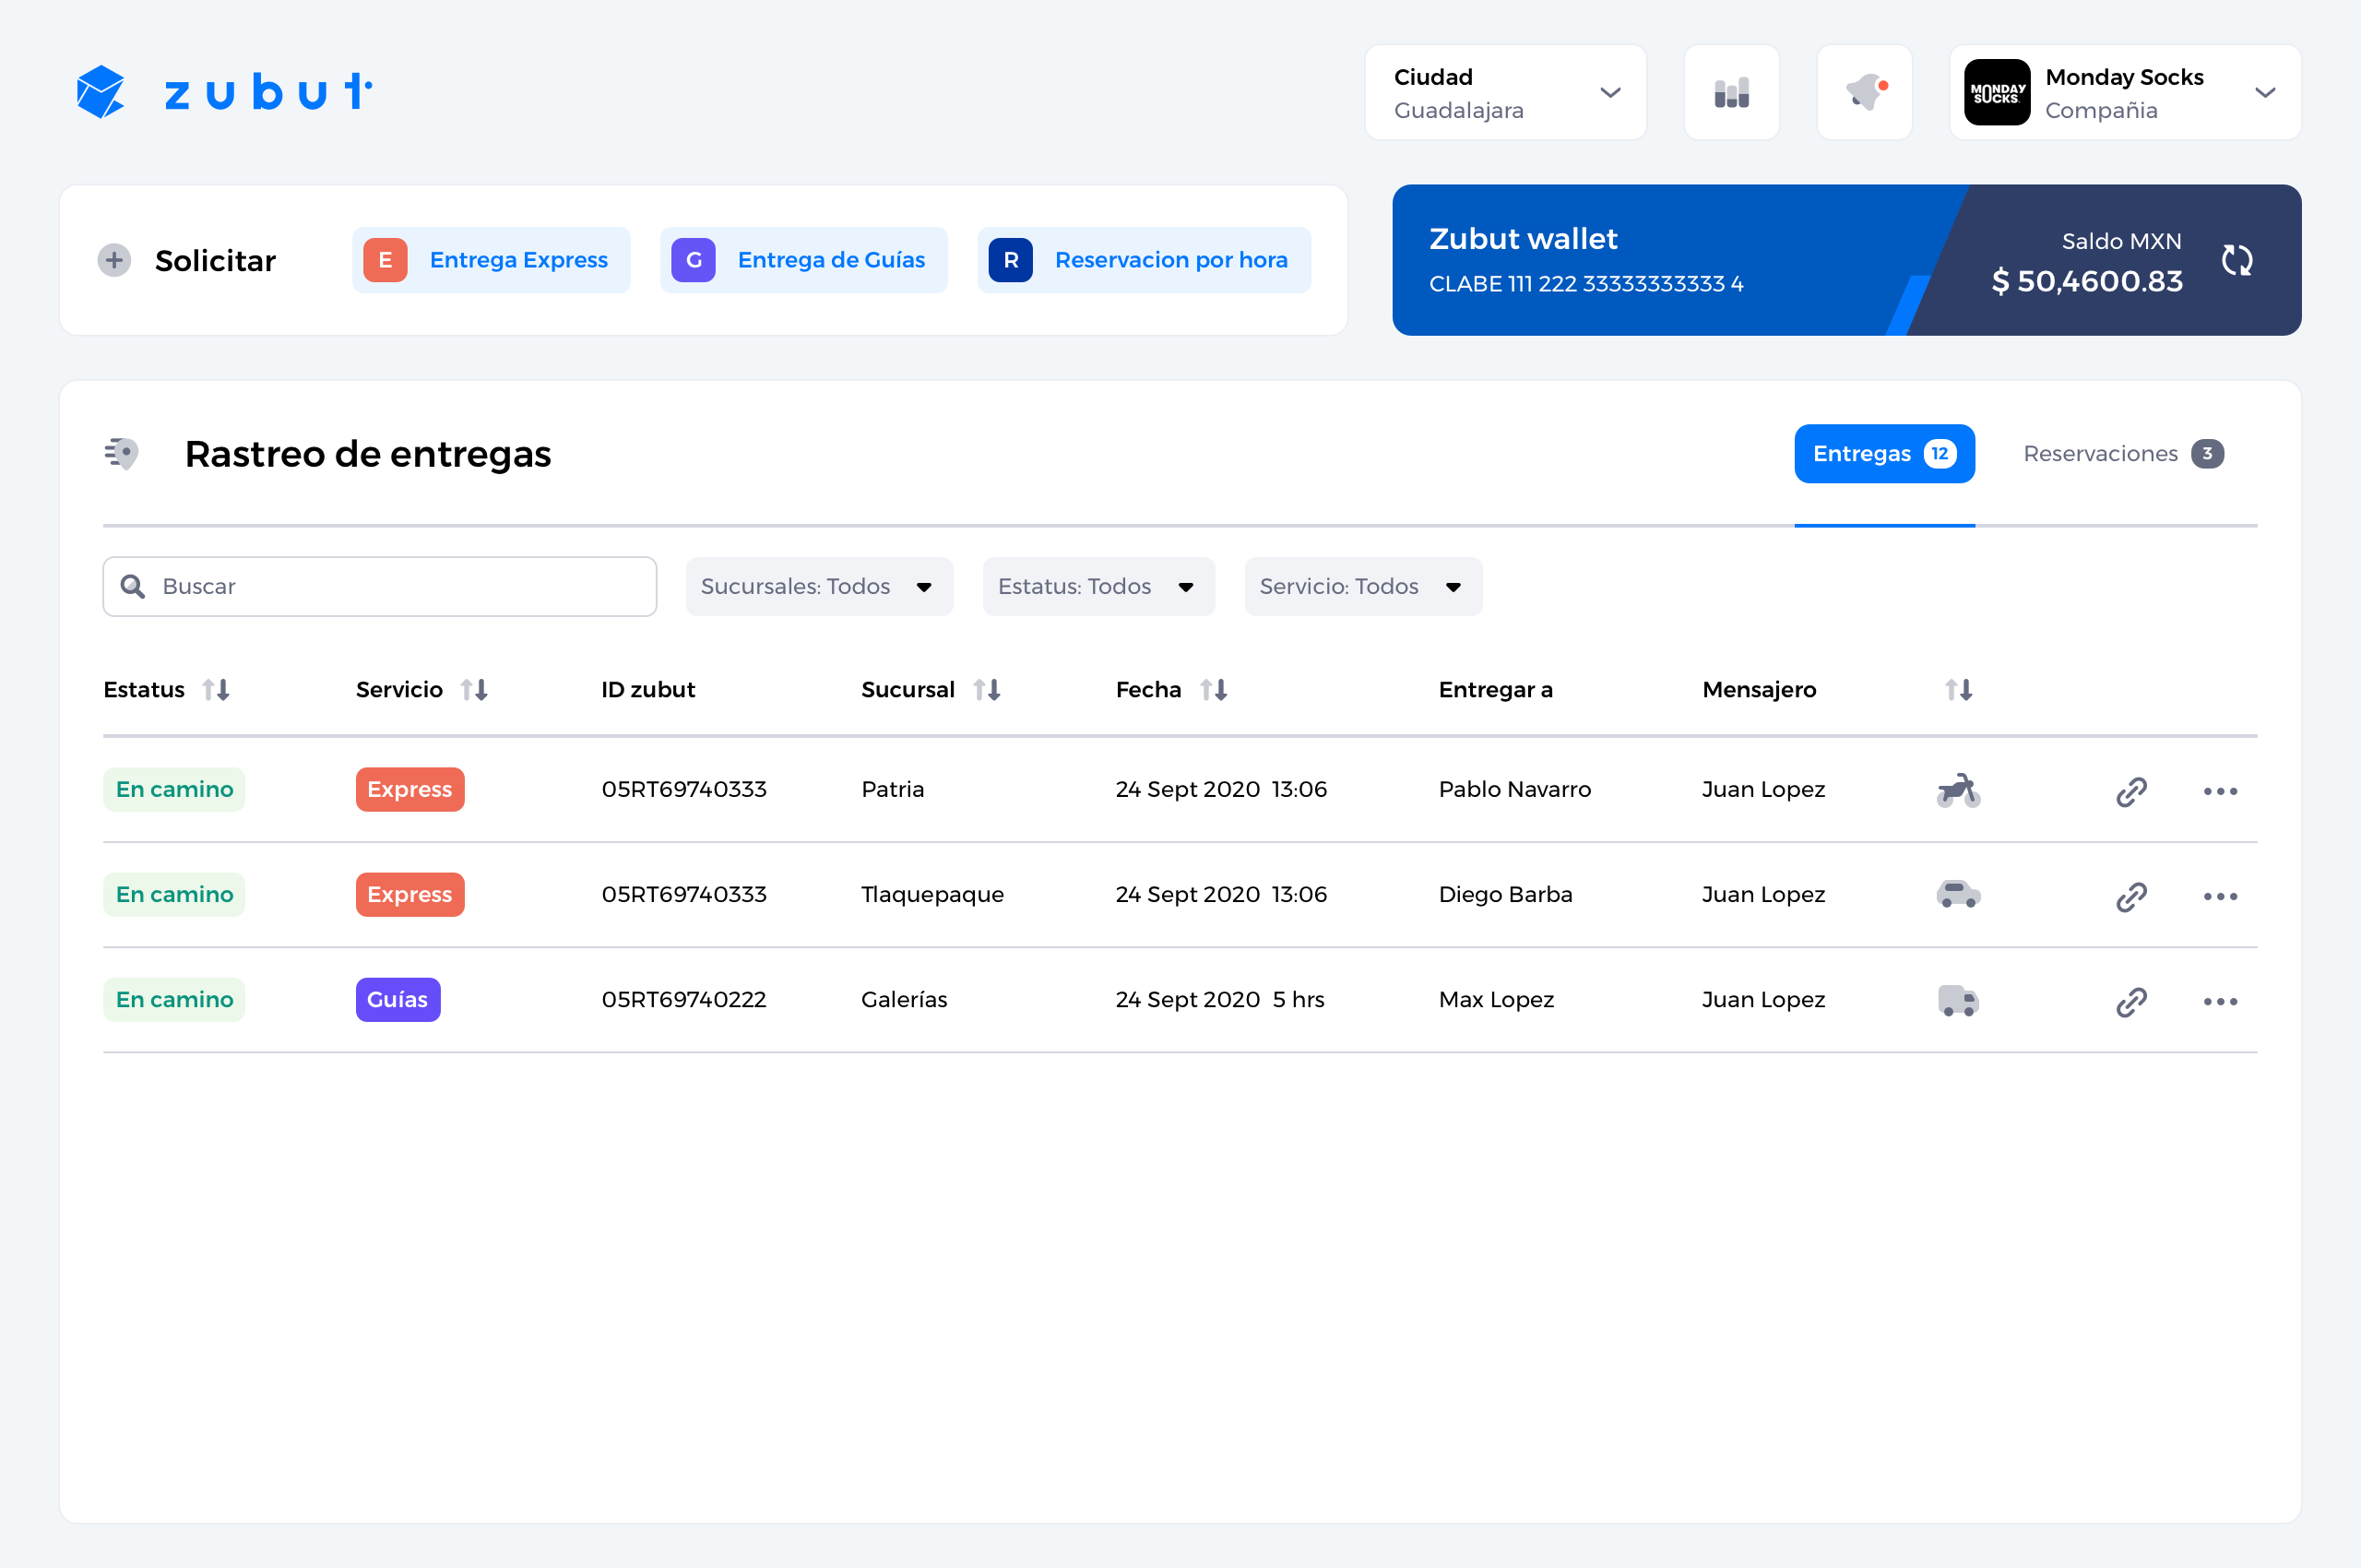 zubut
Ciudad
Guadalajara
MONDAY
SOCKS.
Monday Socks
Compañia
Solicitar
E Entrega Express
G Entrega de Guías
R Reservacion por hora
Zubut wallet
CLABE 111 222 33333333333 4
Saldo MXN
$ 50,4600.83
Rastreo de entregas
Entregas 12
Reservaciones 3
Buscar
Sucursales: Todos
Estatus: Todos
Servicio: Todos
Estatus Servicio ID zubut Sucursal Fecha Entregar a Mensajero
En camino Express 05RT69740333 Patria 24 Sept 2020 13:06 Pablo Navarro Juan Lopez
En camino Express 05RT69740333 Tlaquepaque 24 Sept 2020 13:06 Diego Barba Juan Lopez
En camino Guías 05RT69740222 Galerías 24 Sept 2020 5 hrs Max Lopez Juan Lopez